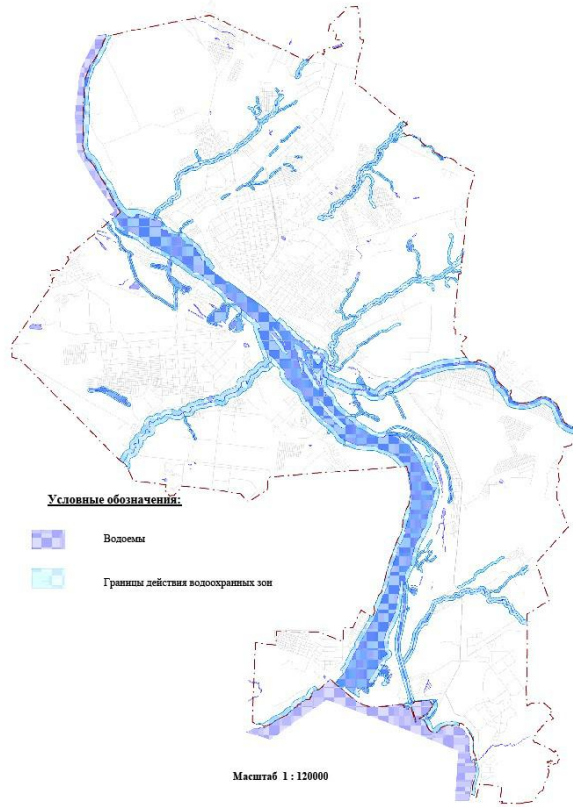 Условные обозначения:
Водоемы
Границы действия водоохранных зон
Масштаб 1 : 120000